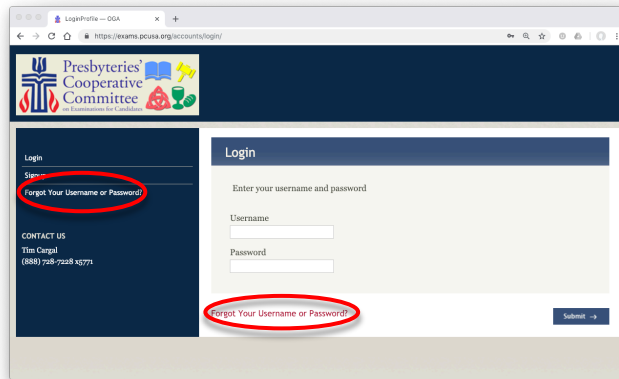 LoginProfile — OGA
https://exams.pcusa.org/accounts/login/
Presbyteries'
Cooperative
Committee
on Examinations for Candidates
Login
Signup
Forgot Your Username or Password?
CONTACT US
Tim Cargal
(888) 728-7228 x5771
Login
Enter your username and password
Username
Password
Forgot Your Username or Password?
Submit →